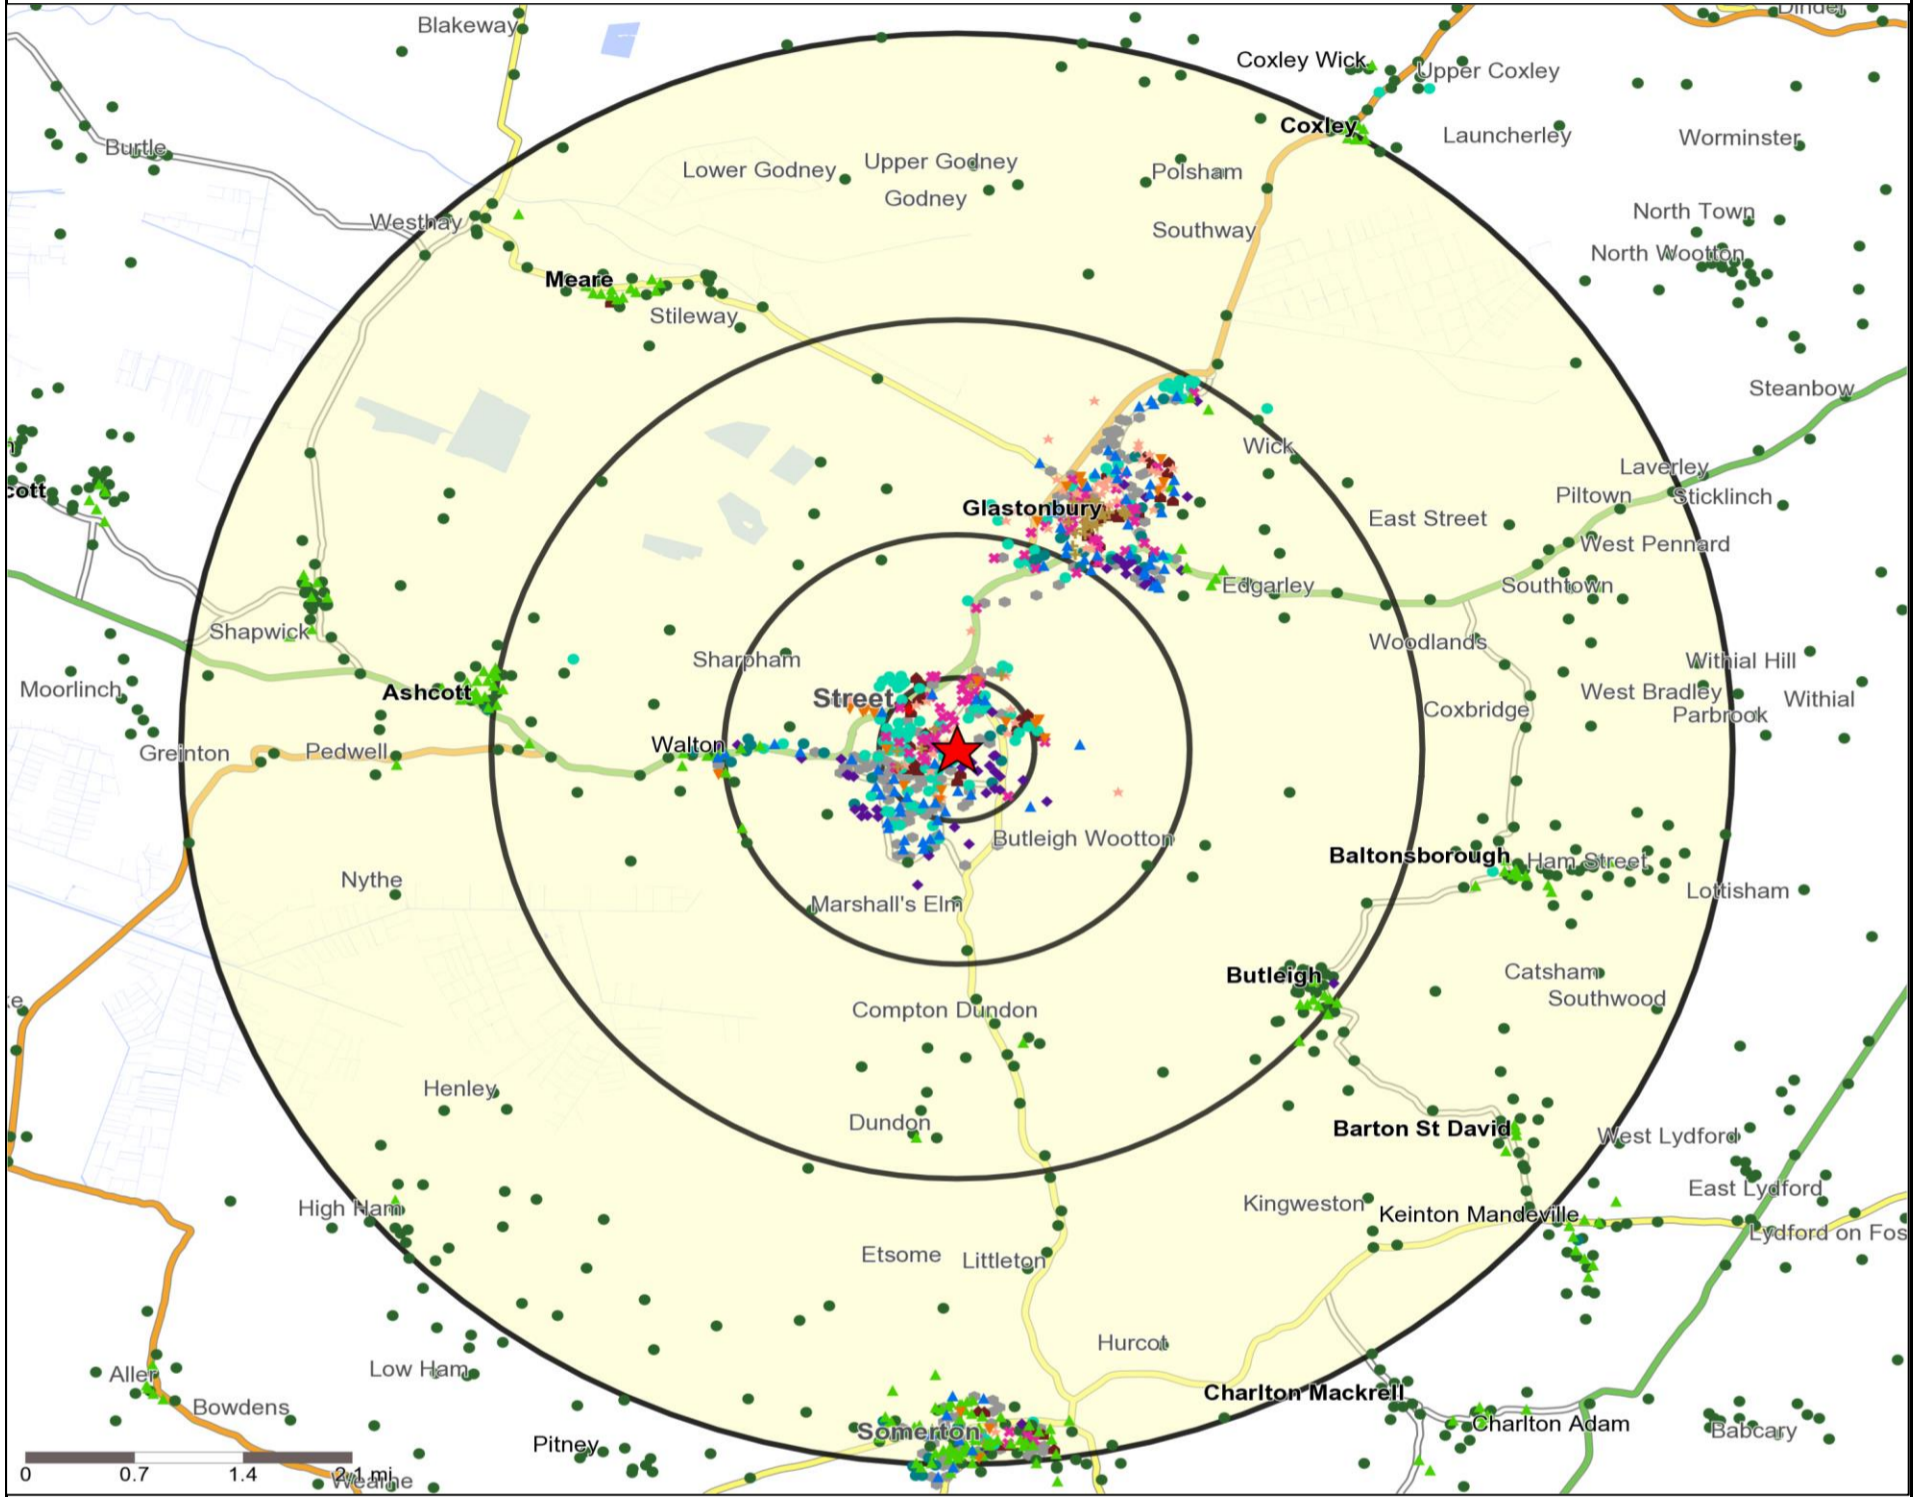 Dinder
Blakeway
Coxley Wick
Upper Coxley
Coxley
Launcherley
Worminster
Burtle
Lower Godney
Upper Godney
Polsham
Godney
North Town
Westhay
Southway
North Wootton
Meare
Stileway
Steanbow
Wick
Laverley
cott
Piltown
Sticklinch
Glastonbury
East Street
West Pennard
Edgarley
Southtown
Shapwick
Woodlands
Sharpham
Withial Hill
Moorlinch
Ashcott
Street
West Bradley
Withial
Coxbridge
Parbrook
Greinton
Pedwell
Walton
Butleigh Wootton
Baltonsborough
Ham Street
Nythe
Lottisham
Marshall's Elm
Butleigh
Catsham
Southwood
ke
Compton Dundon
Henley
Dundon
Barton St David
West Lydford
East Lydford
High Ham
Kingweston
Keinton Mandeville
Lydford on Fos
Etsome
Littleton
Hurcot
Aller
Low Ham
Charlton Mackrell
Bowdens
Charlton Adam
Somerton
Babcary
Pitney
0 0.7 1.4 2.1 mi
Wearne